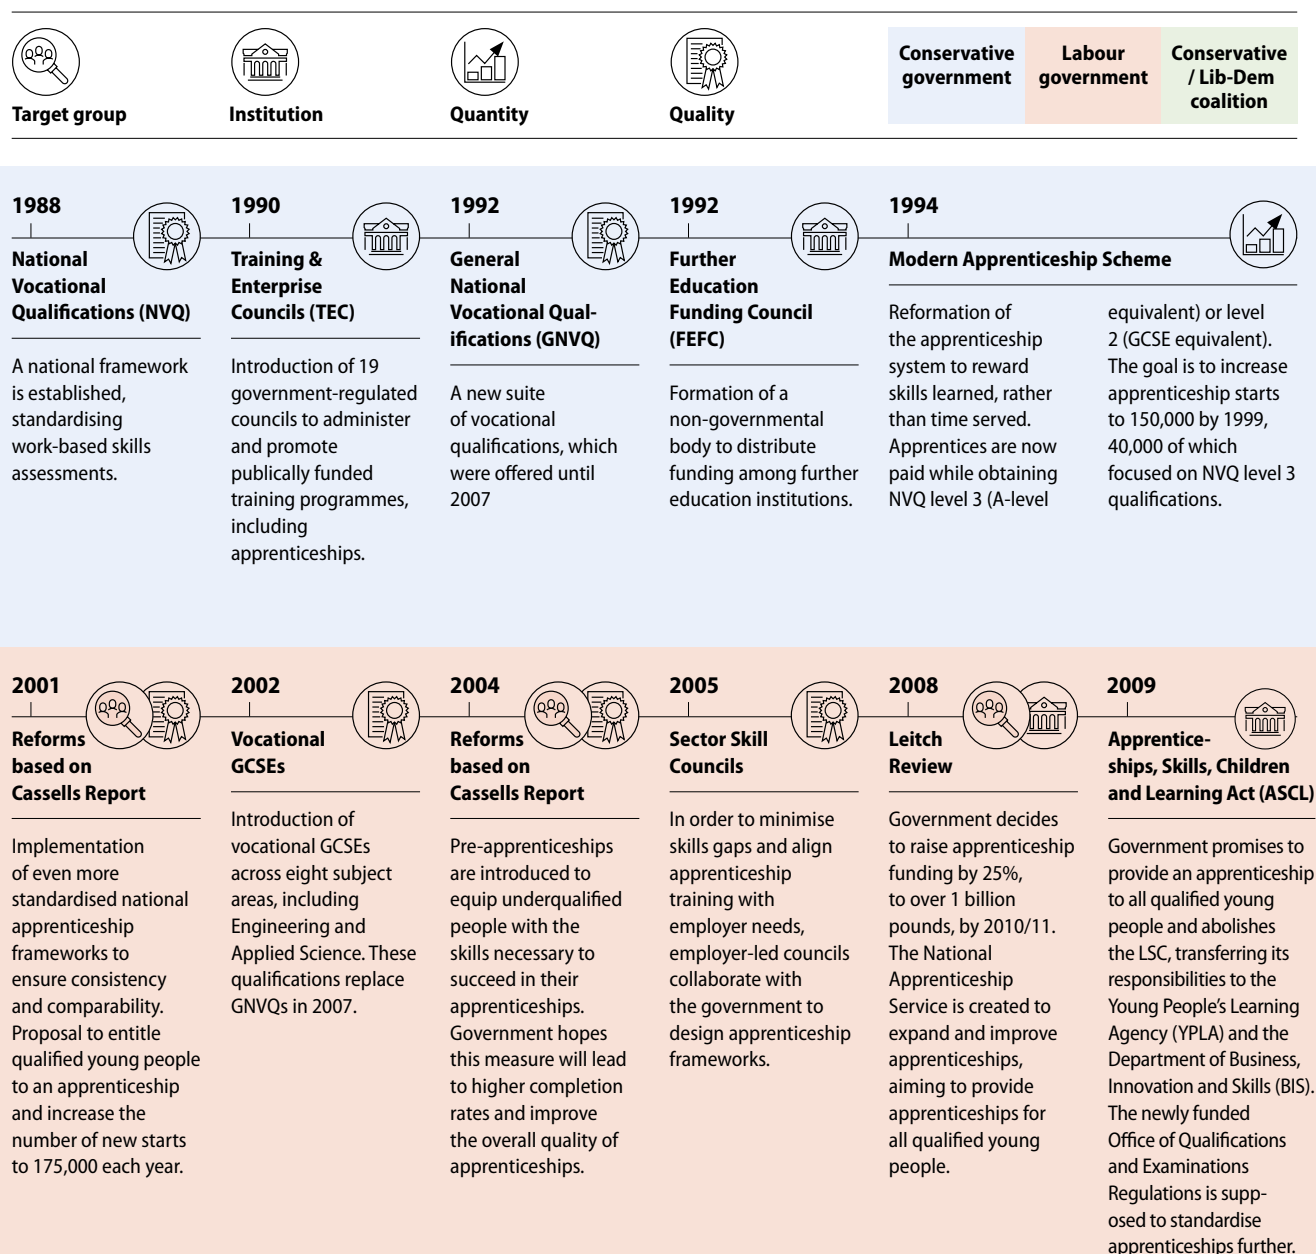 Target group
Institution
Quantity
Quality
Conservative
government
Labour
government
Conservative
/ Lib-Dem
coalition
1988
National
Vocational
Qualifications (NVQ)
A national framework
is established,
standardising
work-based skills
assessments.
1990
Training &
Enterprise
Councils (TEC)
Introduction of 19
government-regulated
councils to administer
and promote
publically funded
training programmes,
including
apprenticeships.
1992
General
National
Vocational Qual-
ifications (GNVQ)
A new suite
of vocational
qualifications, which
were offered until
2007
1992
Further
Education
Funding Council
(FEFC)
Formation of a
non-governmental
body to distribute
funding among further
education institutions.
1994
Modern Apprenticeship Scheme
Reformation of
the apprenticeship
system to reward
skills learned, rather
than time served.
Apprentices are now
paid while obtaining
NVQ level 3 (A-level
equivalent) or level
2 (GCSE equivalent).
The goal is to increase
apprenticeship starts
to 150,000 by 1999,
40,000 of which
focused on NVQ level 3
qualifications.
2001
Reforms
based on
Cassells Report
Implementation
of even more
standardised national
apprenticeship
frameworks to
ensure consistency
and comparability.
Proposal to entitle
qualified young people
to an apprenticeship
and increase the
number of new starts
to 175,000 each year.
2002
Vocational
GCSEs
Introduction of
vocational GCSEs
across eight subject
areas, including
Engineering and
Applied Science. These
qualifications replace
GNVQs in 2007.
2004
Reforms
based on
Cassells Report
Pre-apprenticeships
are introduced to
equip underqualified
people with the
skills necessary to
succeed in their
apprenticeships.
Government hopes
this measure will lead
to higher completion
rates and improve
the overall quality of
apprenticeships.
2005
Sector Skill
Councils
In order to minimise
skills gaps and align
apprenticeship
training with
employer needs,
employer-led councils
collaborate with
the government to
design apprenticeship
frameworks.
2008
Leitch
Review
Government decides
to raise apprenticeship
funding by 25%,
to over 1 billion
pounds, by 2010/11.
The National
Apprenticeship
Service is created to
expand and improve
apprenticeships,
aiming to provide
apprenticeships for
all qualified young
people.
2009
Apprentice-
ships, Skills, Children
and Learning Act (ASCL)
Government promises to
provide an apprenticeship
to all qualified young
people and abolishes
the LSC, transferring its
responsibilities to the
Young People's Learning
Agency (YPLA) and the
Department of Business,
Innovation and Skills (BIS).
The newly funded
Office of Qualifications
and Examinations
Regulations is supp-
osed to standardise
apprenticeships further.